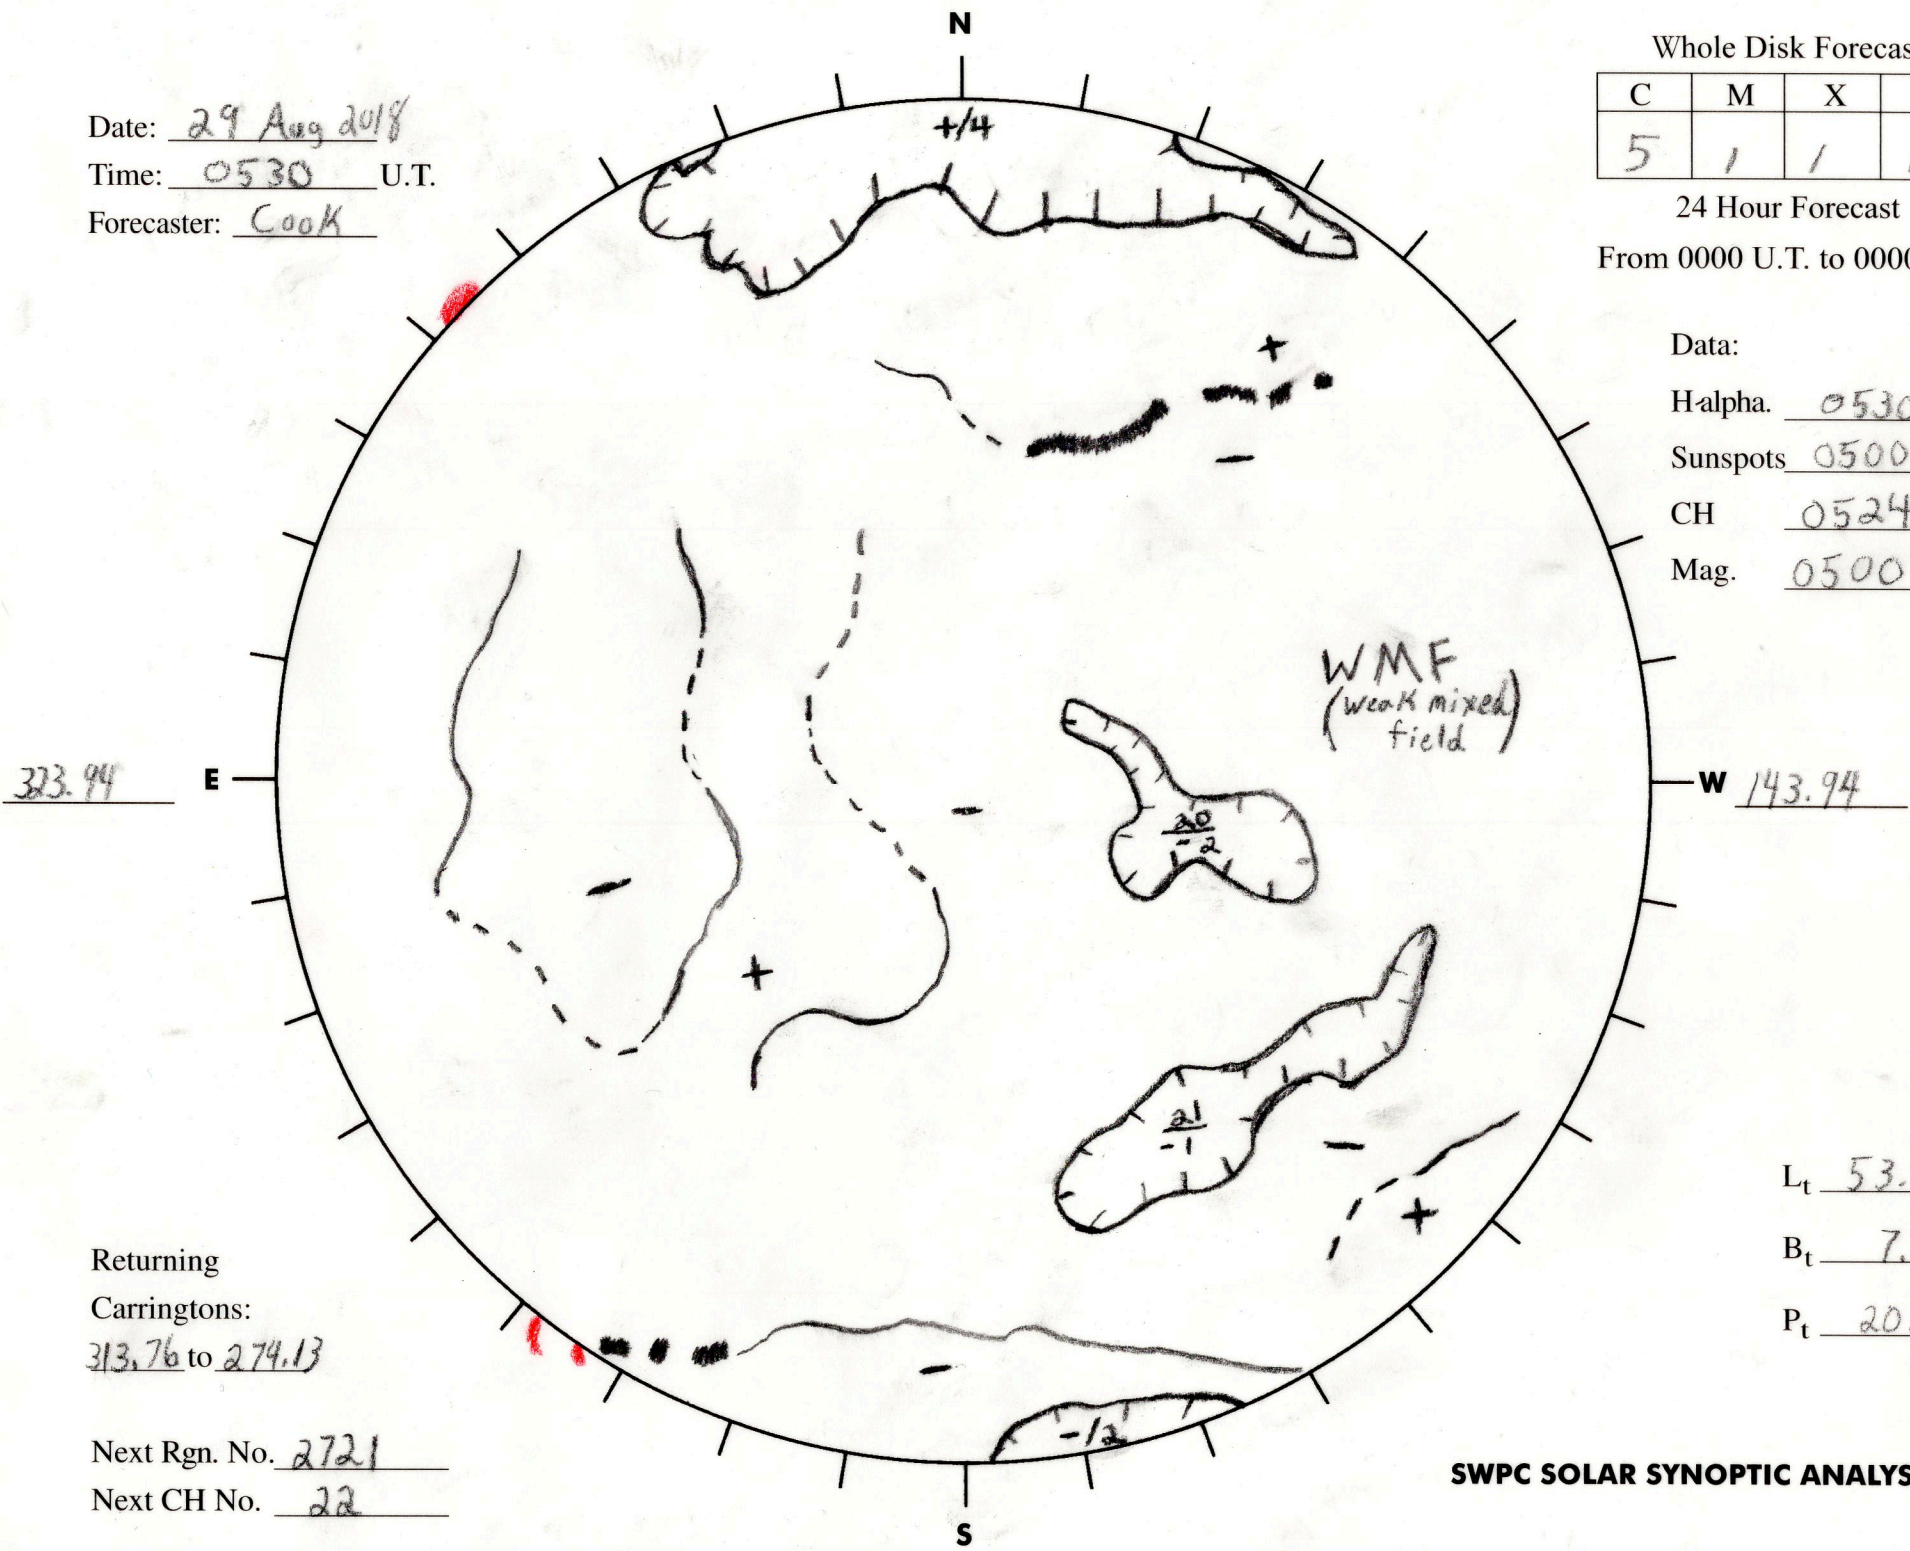 N
Date: 29 Aug 2018
Time: 0530 U.T.
Forecaster: Cook
Whole Disk Forecas
C M X
5 1 1
24 Hour Forecast
From 0000 U.T. to 0000
Data:
H-alpha. 0530
Sunspots 0500
CH 0524
Mag. 0500
+/4
+
-
WMF
(weak mixed)
field
323.94 E
W 143.94
-
20
-2
-
+
21
-1
-
+
Lt 53.
Bt 7.
Pt 20.
Returning
Carringtons:
313.76 to 274.13
-
-/2
Next Rgn. No. 2721
Next CH No. 22
SWPC SOLAR SYNOPTIC ANALYS
S